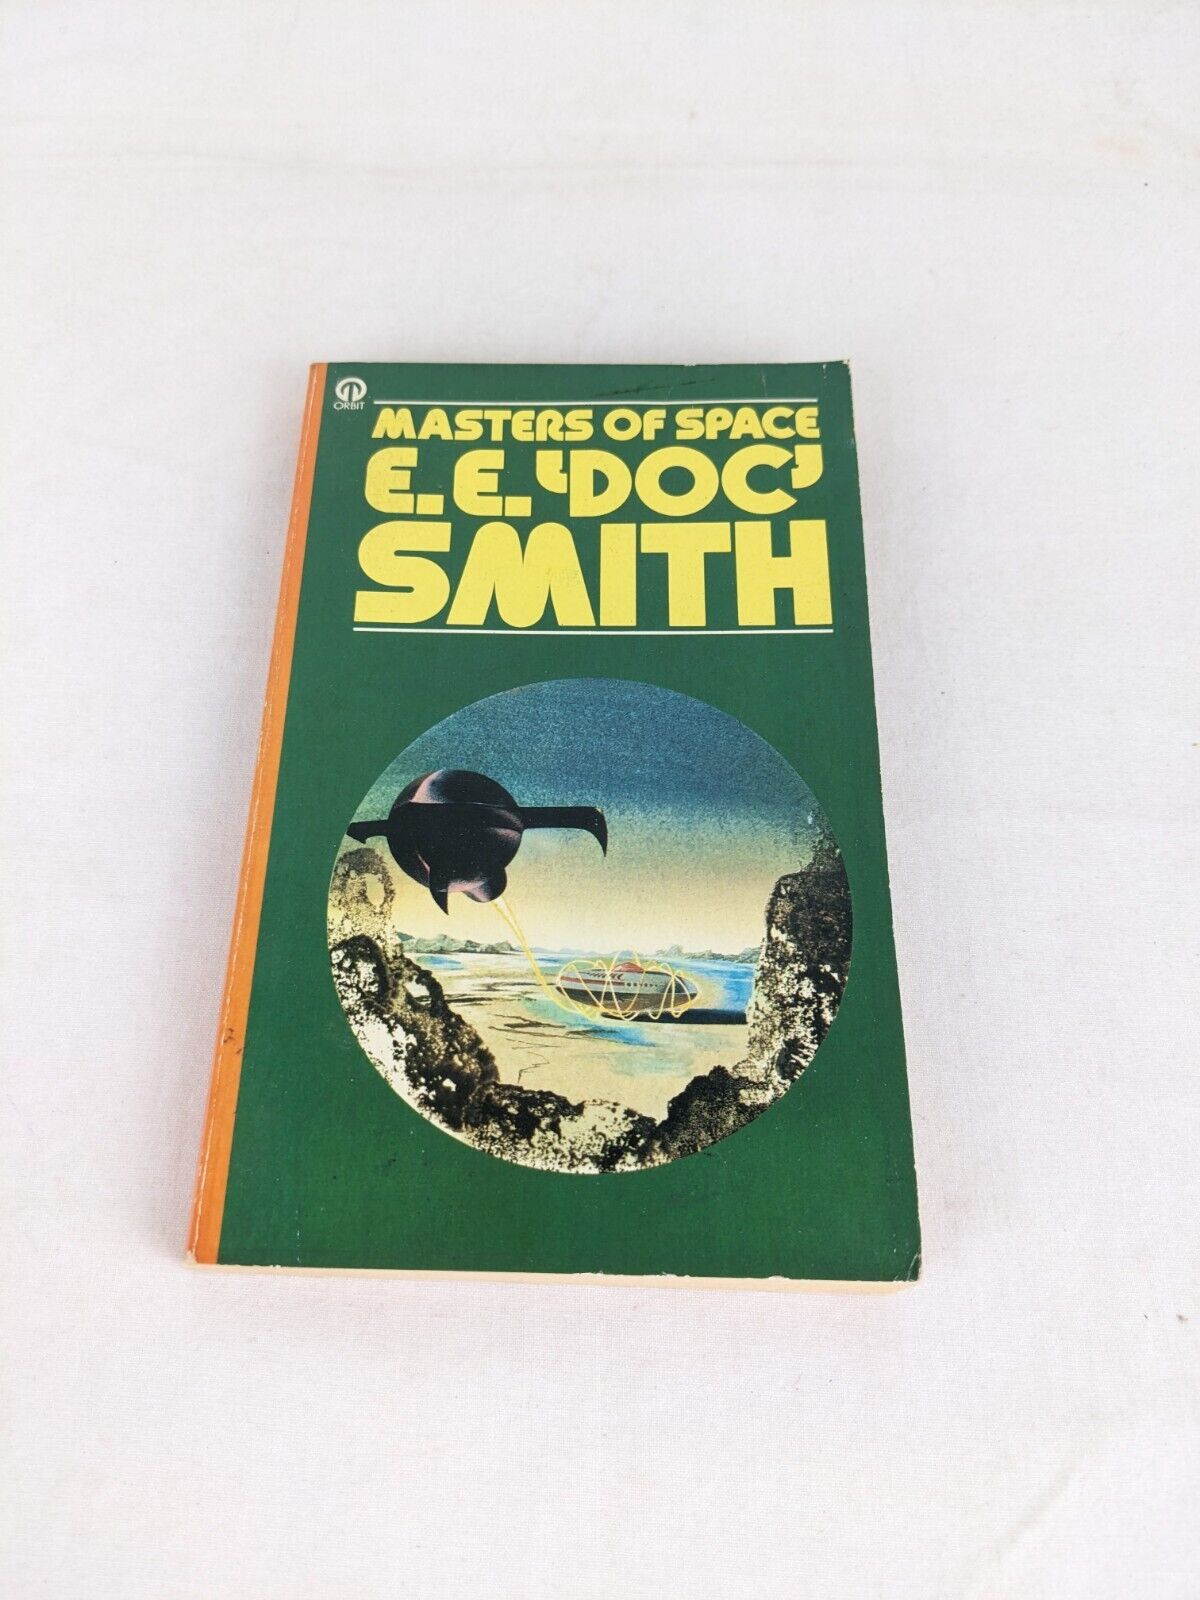 ORBIT
MASTERS OF SPACE
E.E. ‘DOC’
SMITH